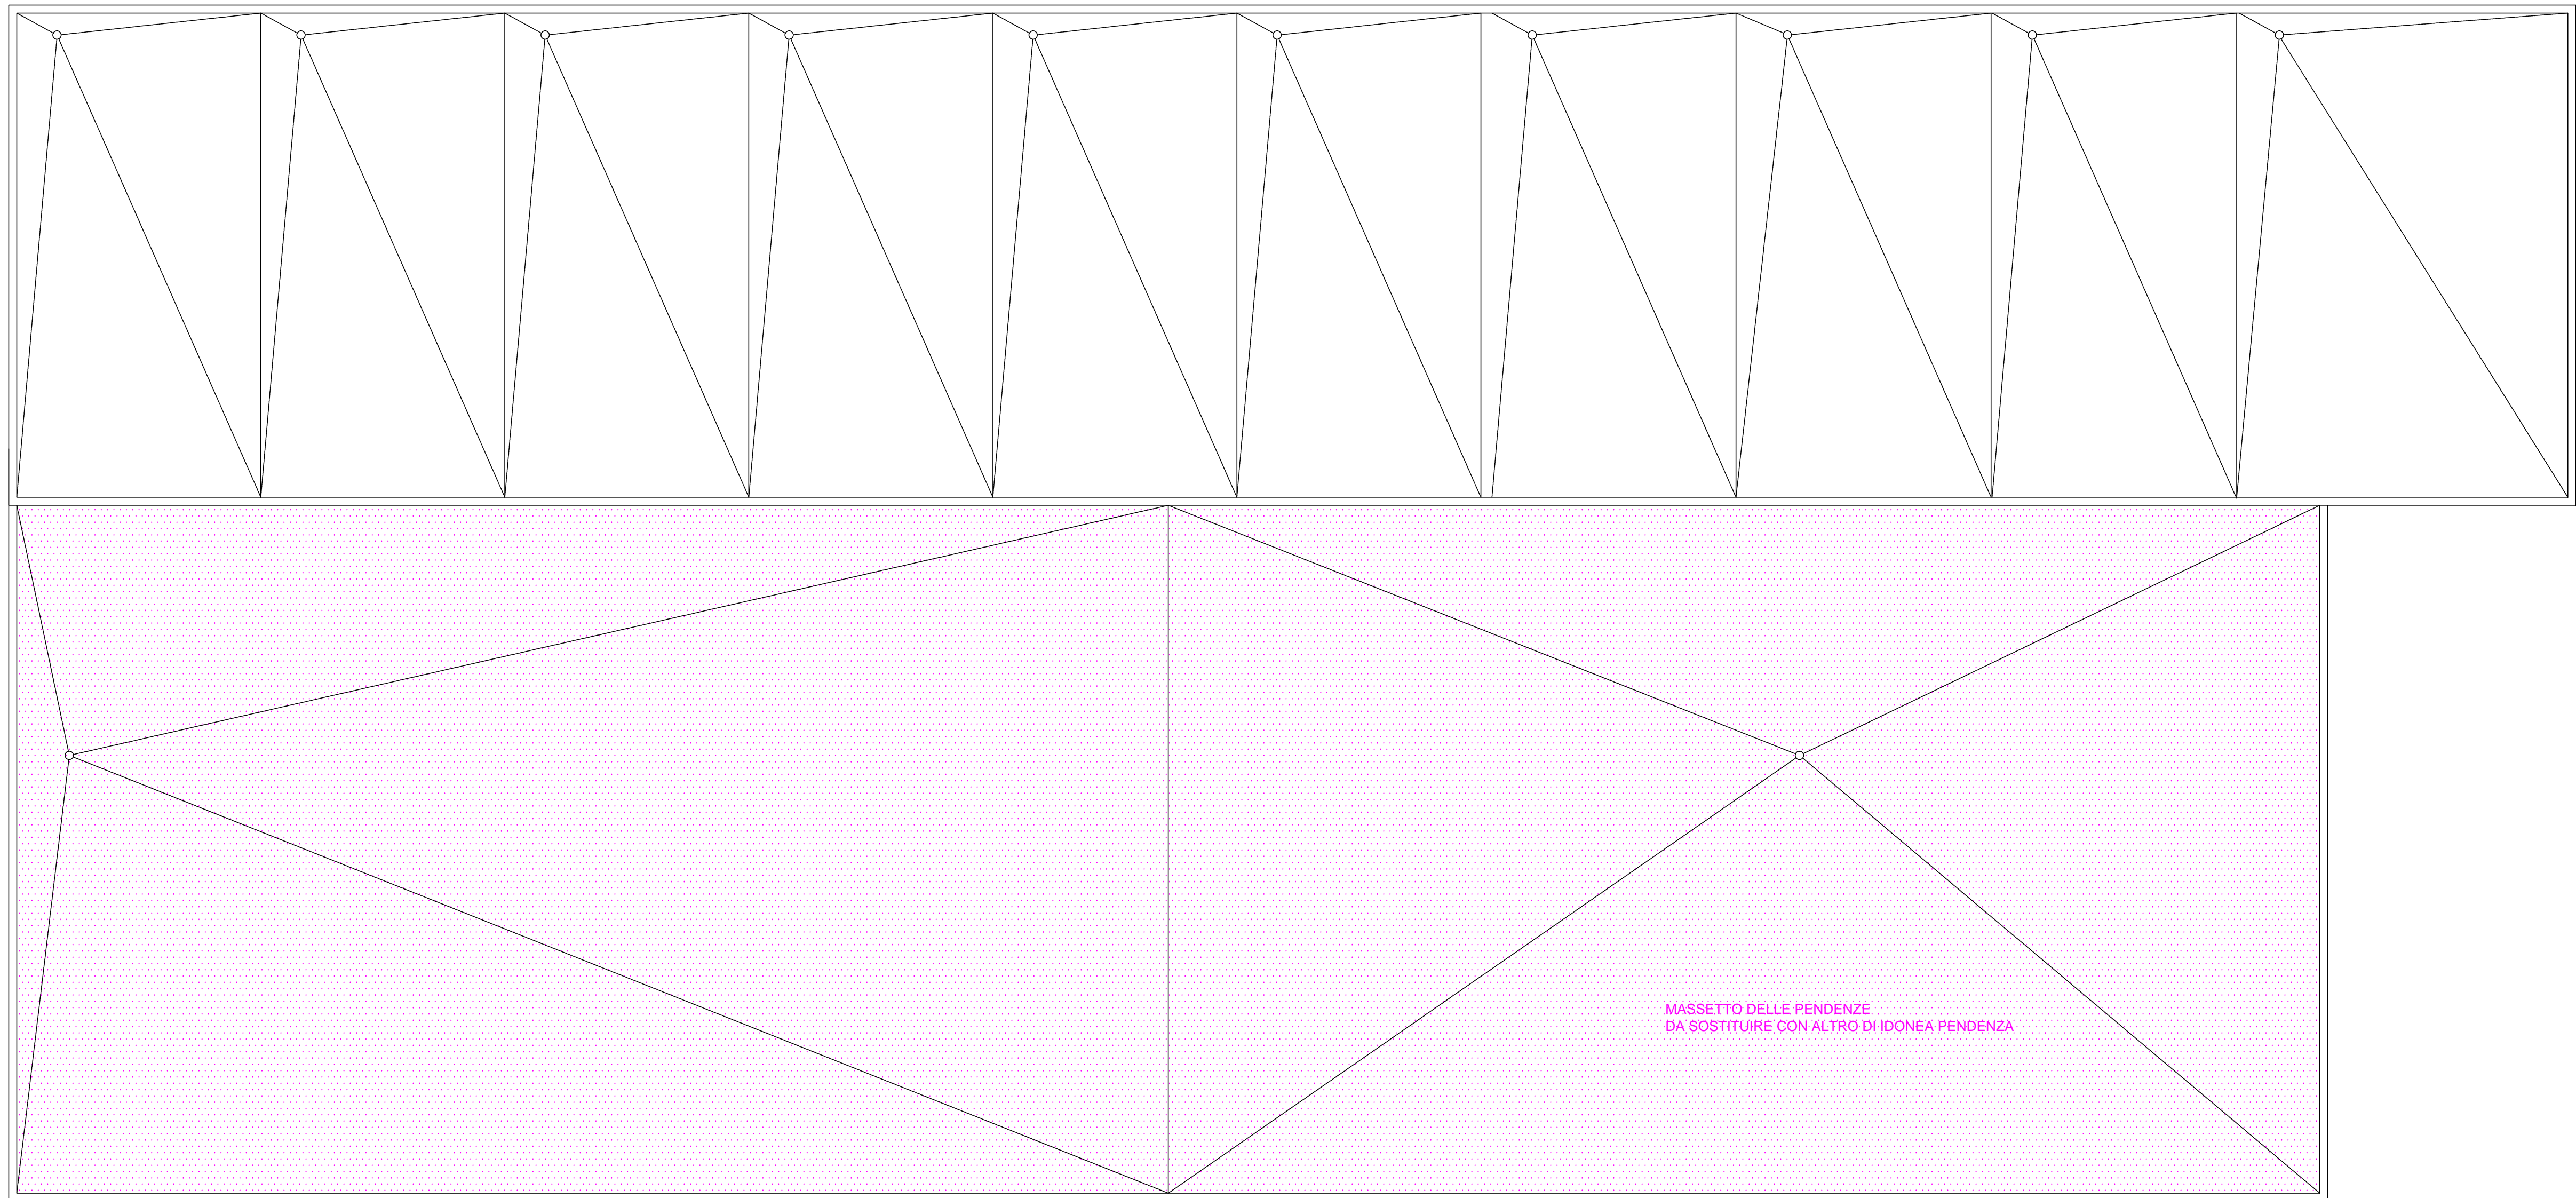 MASSETTO DELLE PENDENZE
DA SOSTITUIRE CON ALTRO DI IDONEA PENDENZA